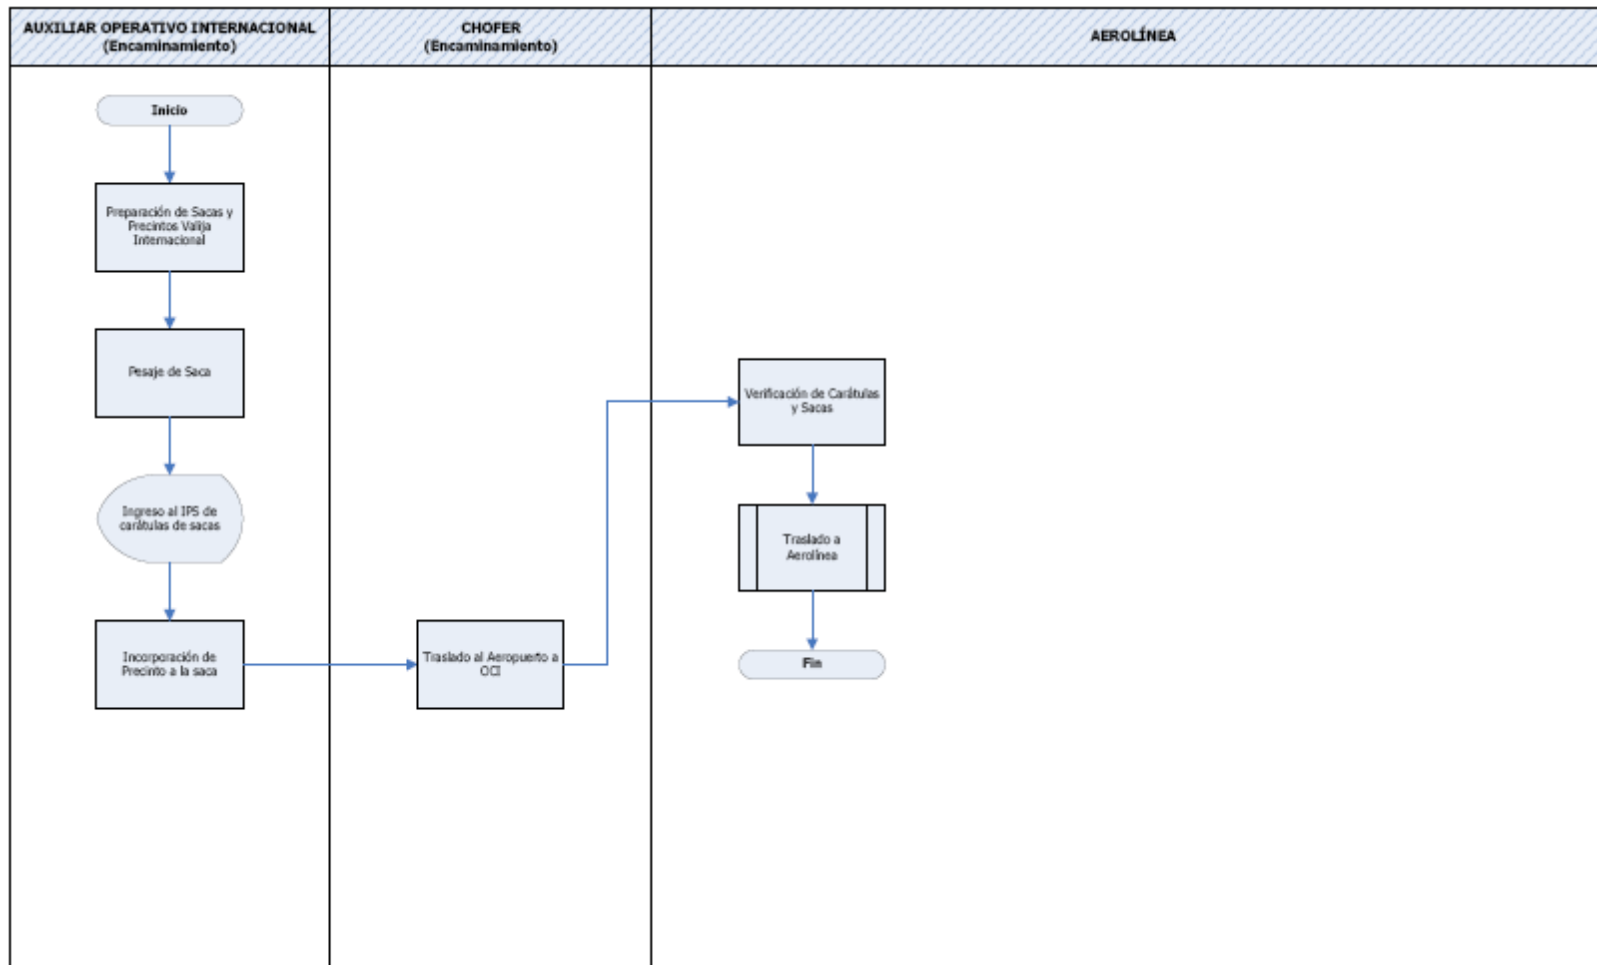 AUXILIAR OPERATIVO INTERNACIONAL
(Encaminamiento)
CHOFER
(Encaminamiento)
AEROLÍNEA
Inicio
Preparación de Sacas y
Precintos Valija
Internacional
Pesaje de Saca
Ingreso al IPS de
carátulas de sacas
Incorporación de
Precinto a la saca
Traslado al Aeropuerto a
OCI
Verificación de Carátulas
y Sacas
Traslado a
Aerolínea
Fin